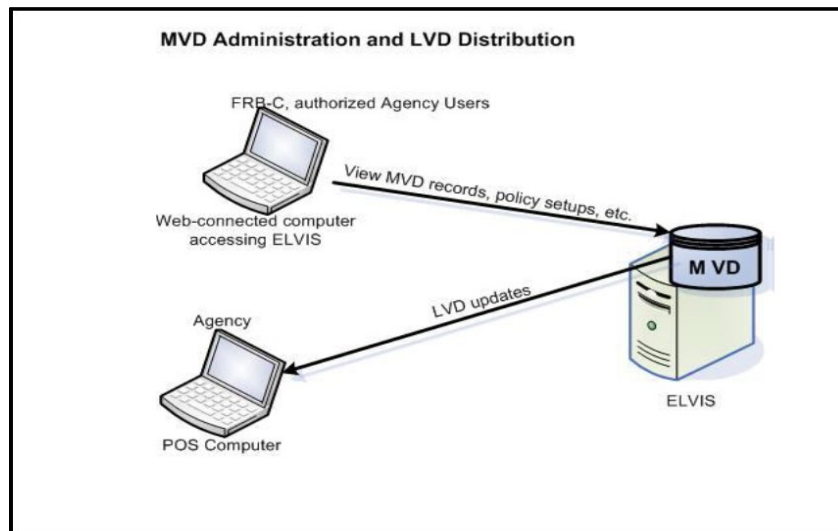 MVD Administration and LVD Distribution
FRB-C, authorized Agency Users
View MVD records, policy setups, etc.
Web-connected computer
accessing ELVIS
M VD
LVD updates
Agency
ELVIS
POS Computer